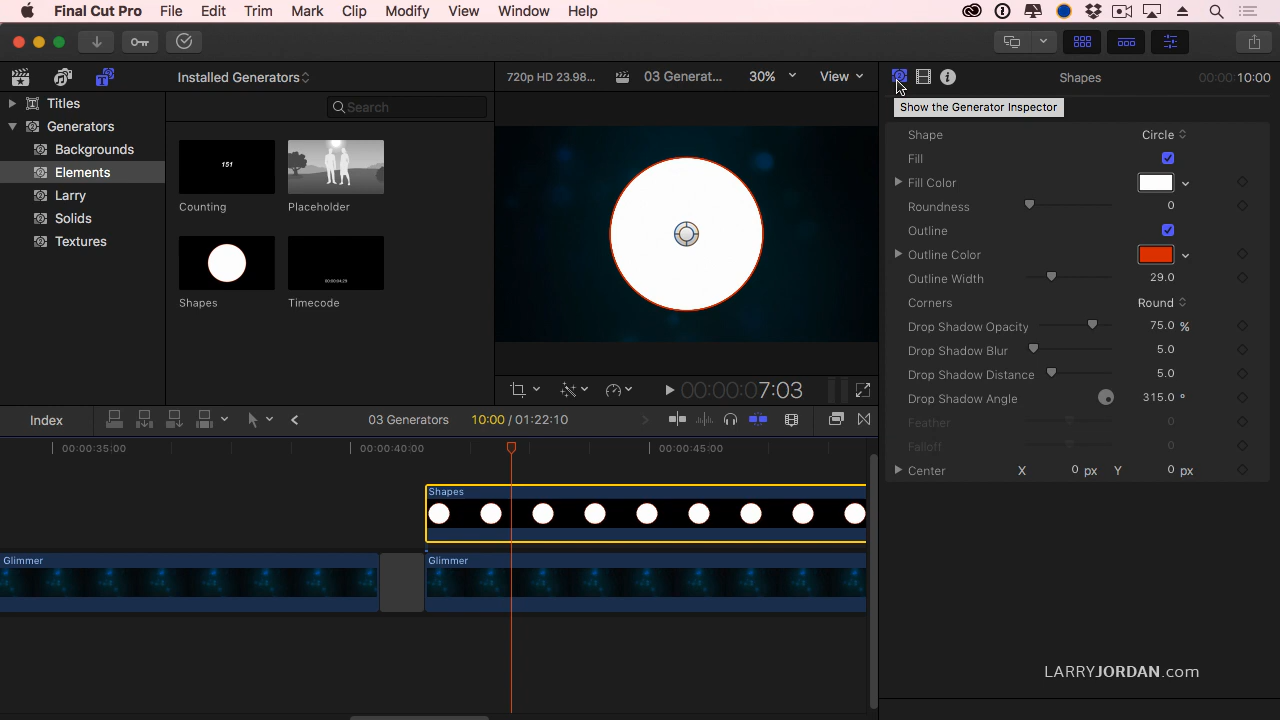 Final Cut Pro File Edit Trim Mark Clip Modify View Window Help
Installed Generators
720p HD 23.98... 03 Generat... 30% View
Shapes 00:00:10:00
Titles
Generators
Backgrounds
Elements
Larry
Solids
Textures
Search
151
Counting
Placeholder
Shapes
00:00:04:23
Timecode
Show the Generator Inspector
Shape Circle
Fill
Fill Color
Roundness 0
Outline
Outline Color
Outline Width 29.0
Corners Round
Drop Shadow Opacity 75.0 %
Drop Shadow Blur 5.0
Drop Shadow Distance 5.0
Drop Shadow Angle 315.0 °
Feather 0
Falloff 0
Center X 0 px Y 0 px
00:00:07:03
Index 03 Generators 10:00 / 01:22:10
00:00:35:00 00:00:40:00 00:00:45:00
Shapes
Glimmer Glimmer
LARRYJORDAN.com